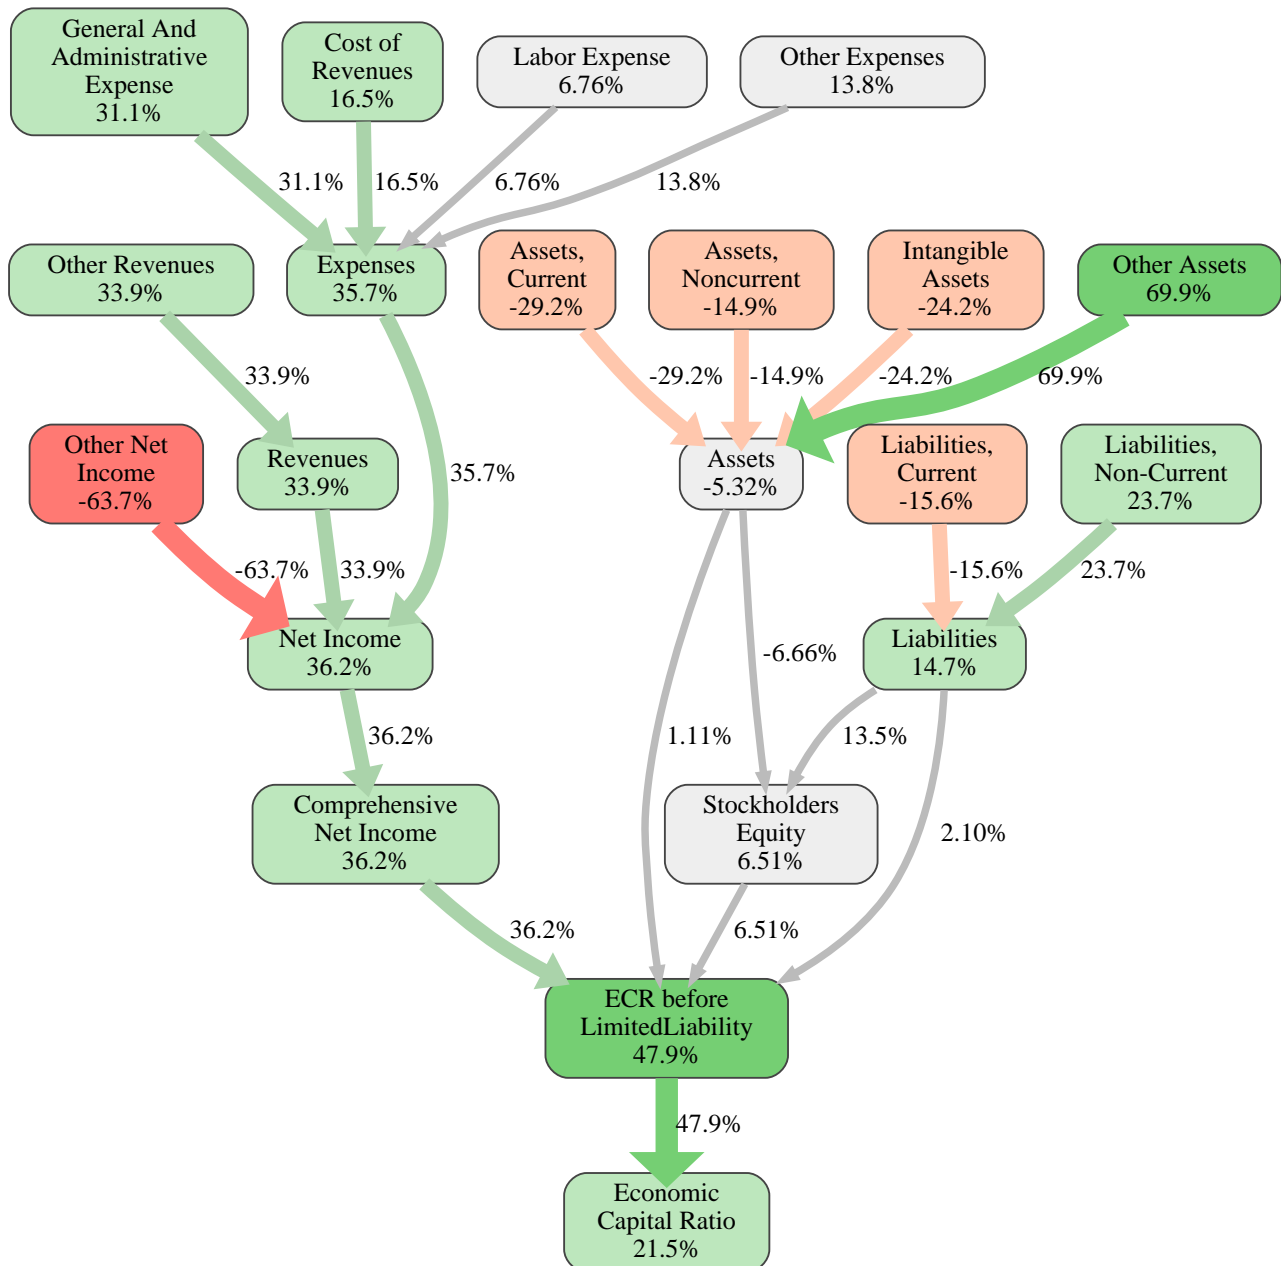 General And
Administrative
Expense
31.1%
Cost of
Revenues
16.5%
Labor Expense
6.76%
Other Expenses
13.8%
31.1%
16.5%
6.76%
13.8%
Other Revenues
33.9%
Expenses
35.7%
Assets,
Current
-29.2%
Assets,
Noncurrent
-14.9%
Intangible
Assets
-24.2%
Other Assets
69.9%
33.9%
-29.2%
-14.9%
-24.2%
69.9%
Other Net
Income
-63.7%
Revenues
33.9%
35.7%
Assets
-5.32%
Liabilities,
Current
-15.6%
Liabilities,
Non-Current
23.7%
-63.7%
33.9%
-15.6%
23.7%
Net Income
36.2%
-6.66%
Liabilities
14.7%
36.2%
1.11%
13.5%
Comprehensive
Net Income
36.2%
Stockholders
Equity
6.51%
2.10%
36.2%
6.51%
ECR before
LimitedLiability
47.9%
47.9%
Economic
Capital Ratio
21.5%